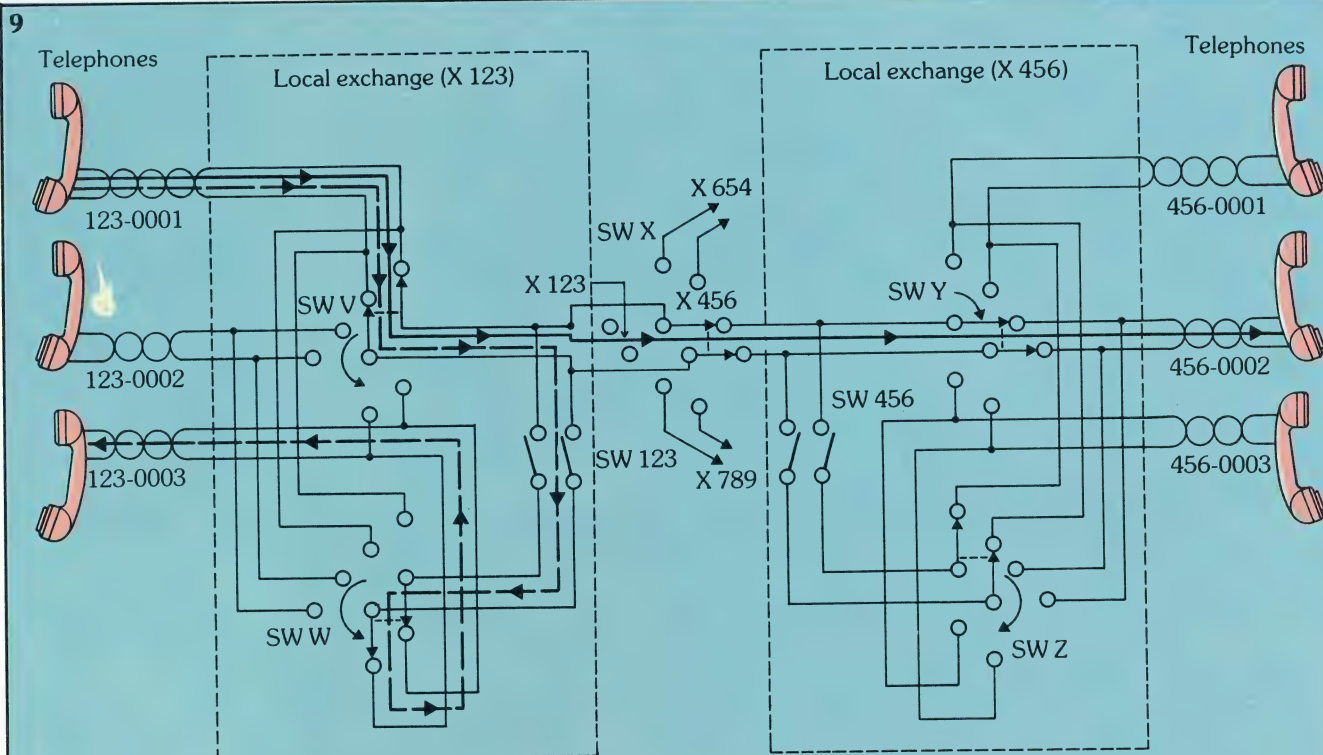 9
Telephones
Local exchange (X 123)
Local exchange (X 456)
Telephones
123-0001
X 654
SW X
456-0001
X 123
X 456
SW Y
SW V
123-0002
456-0002
SW 456
SW 123
123-0003
X 789
456-0003
SW W
SW Z